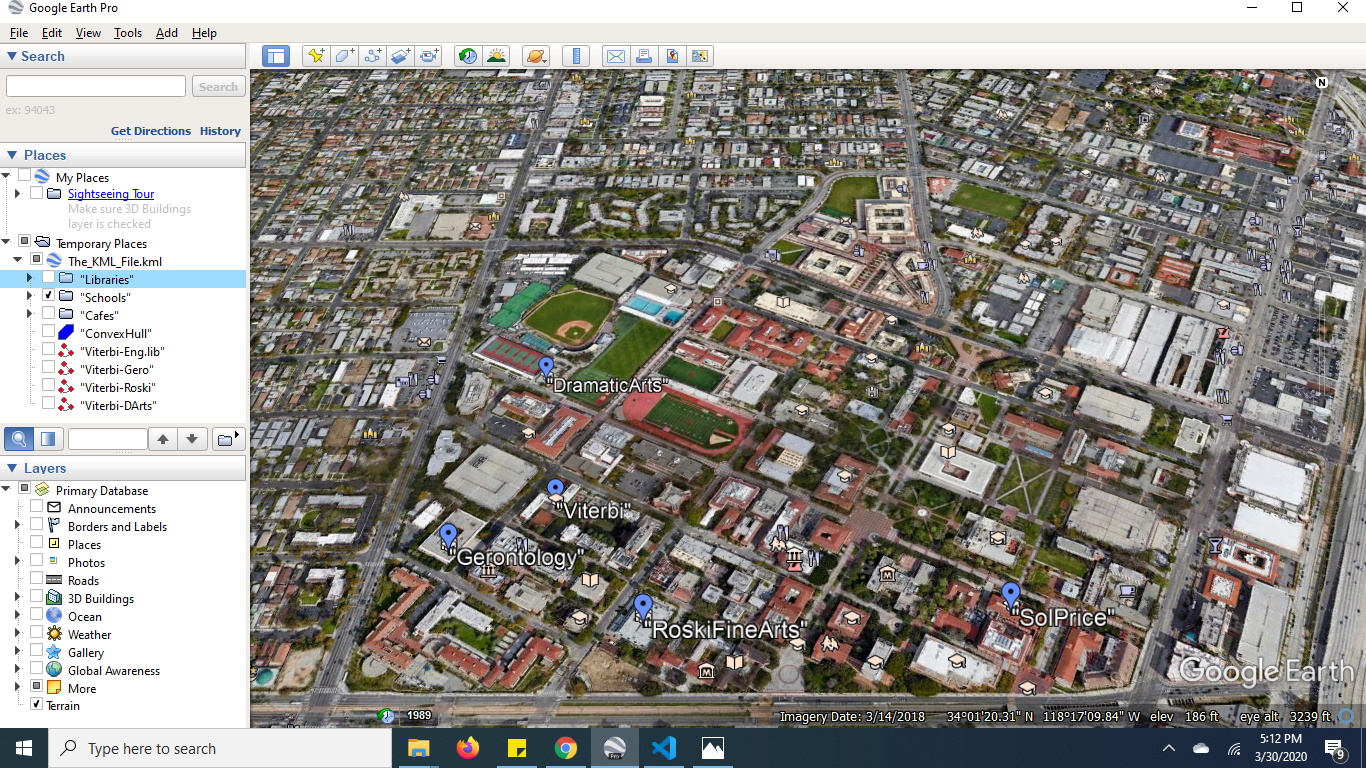 Google Earth Pro
File Edit View Tools Add Help
Search
Search
ex: 94043
Get Directions History
Places
My Places
Sightseeing Tour
Make sure 3D Buildings
layer is checked
Temporary Places
The_KML_File.kml
"Libraries"
"Schools"
"Cafes"
"ConvexHull"
"Viterbi-Eng.lib"
"Viterbi-Gero"
"Viterbi-Roski"
"Viterbi-DArts"
Layers
Primary Database
Announcements
Borders and Labels
Places
Photos
Roads
3D Buildings
Ocean
Weather
Gallery
Global Awareness
More
Terrain
N
"DramaticArts"
"Viterbi"
"Gerontology"
"RoskiFineArts"
"SolPrice"
Google Earth
1989
Imagery Date: 3/14/2018 34°01'20.31" N 118°17'09.84" W elev 186 ft eye alt 3239 ft
Type here to search
Pro
5:12 PM
3/30/2020
9